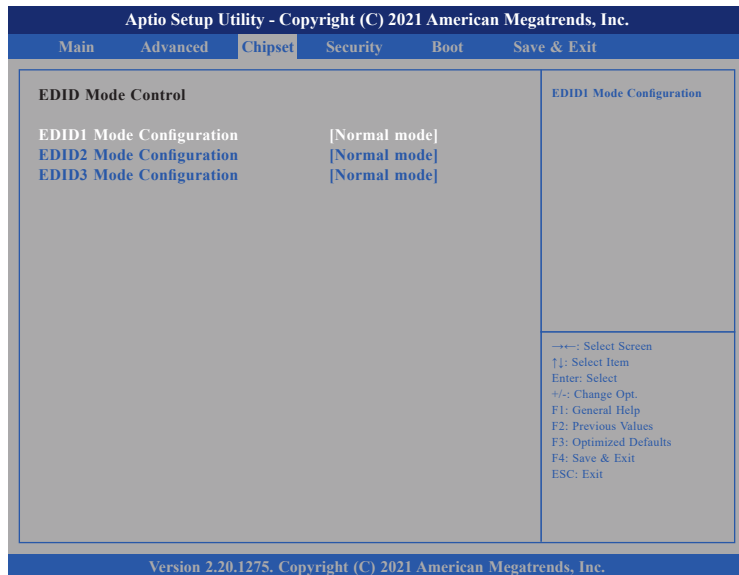 Aptio Setup Utility - Copyright (C) 2021 American Megatrends, Inc.
Main Advanced Chipset Security Boot Save & Exit
EDID Mode Control
EDID1 Mode Configuration [Normal mode]
EDID2 Mode Configuration [Normal mode]
EDID3 Mode Configuration [Normal mode]
EDID1 Mode Configuration
→←: Select Screen
↑↓: Select Item
Enter: Select
+/-: Change Opt.
F1: General Help
F2: Previous Values
F3: Optimized Defaults
F4: Save & Exit
ESC: Exit
Version 2.20.1275. Copyright (C) 2021 American Megatrends, Inc.